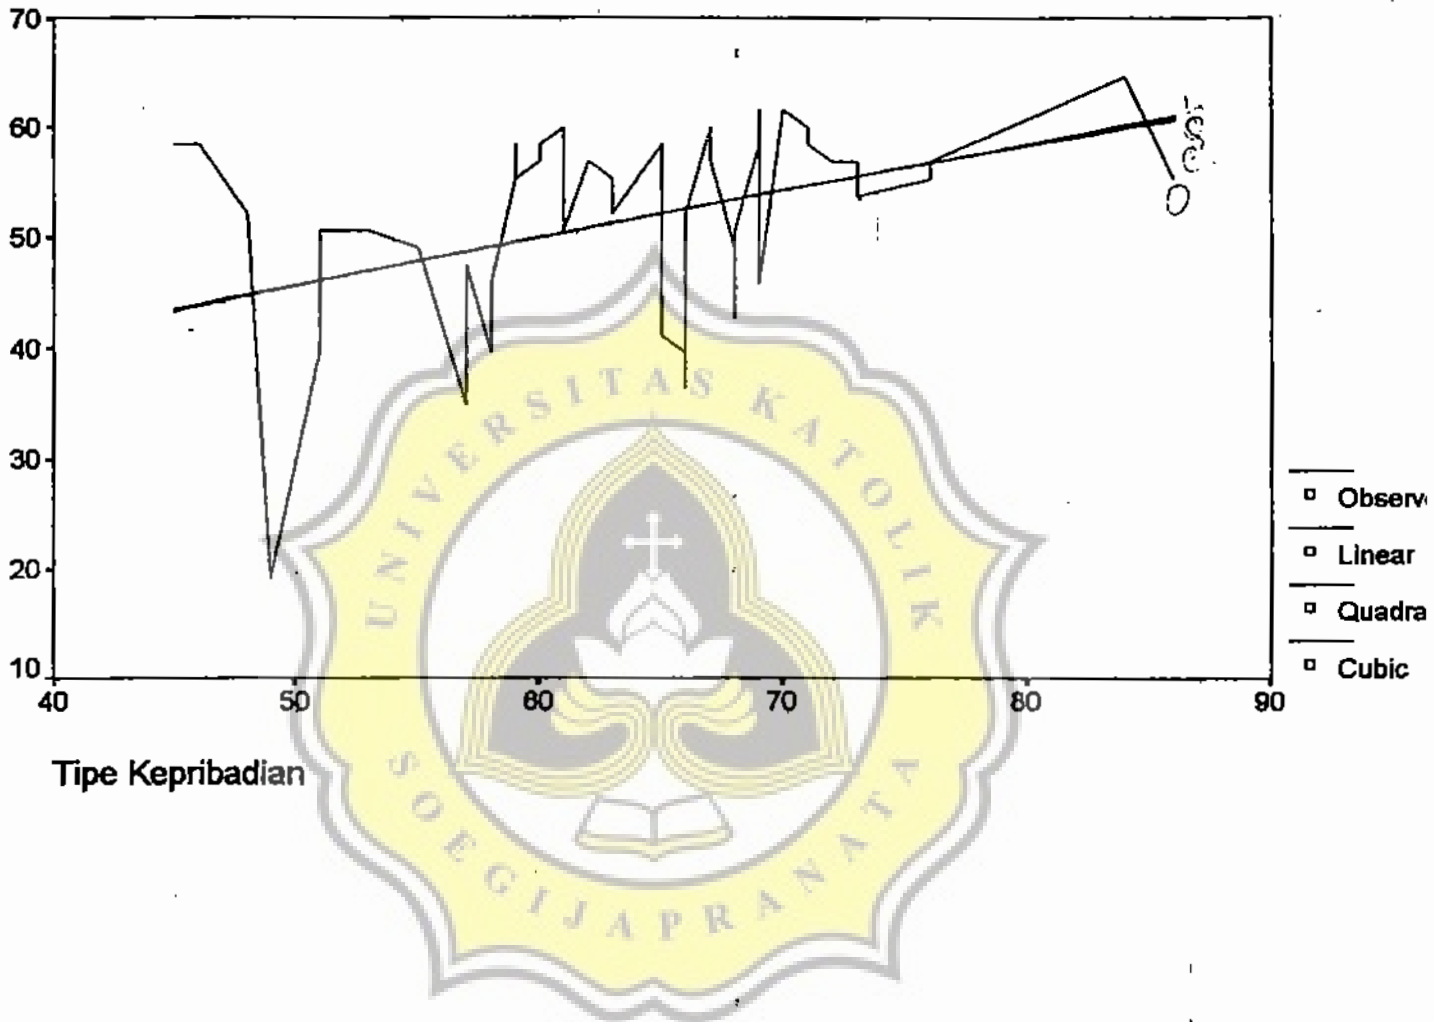 70
60
50
40
30
20
10
40 50 60 70 80 90
Tipe Kepribadian
Observ
Linear
Quadra
Cubic
UNIVERSITAS KATOLIK
SOEGIJAPRANATA